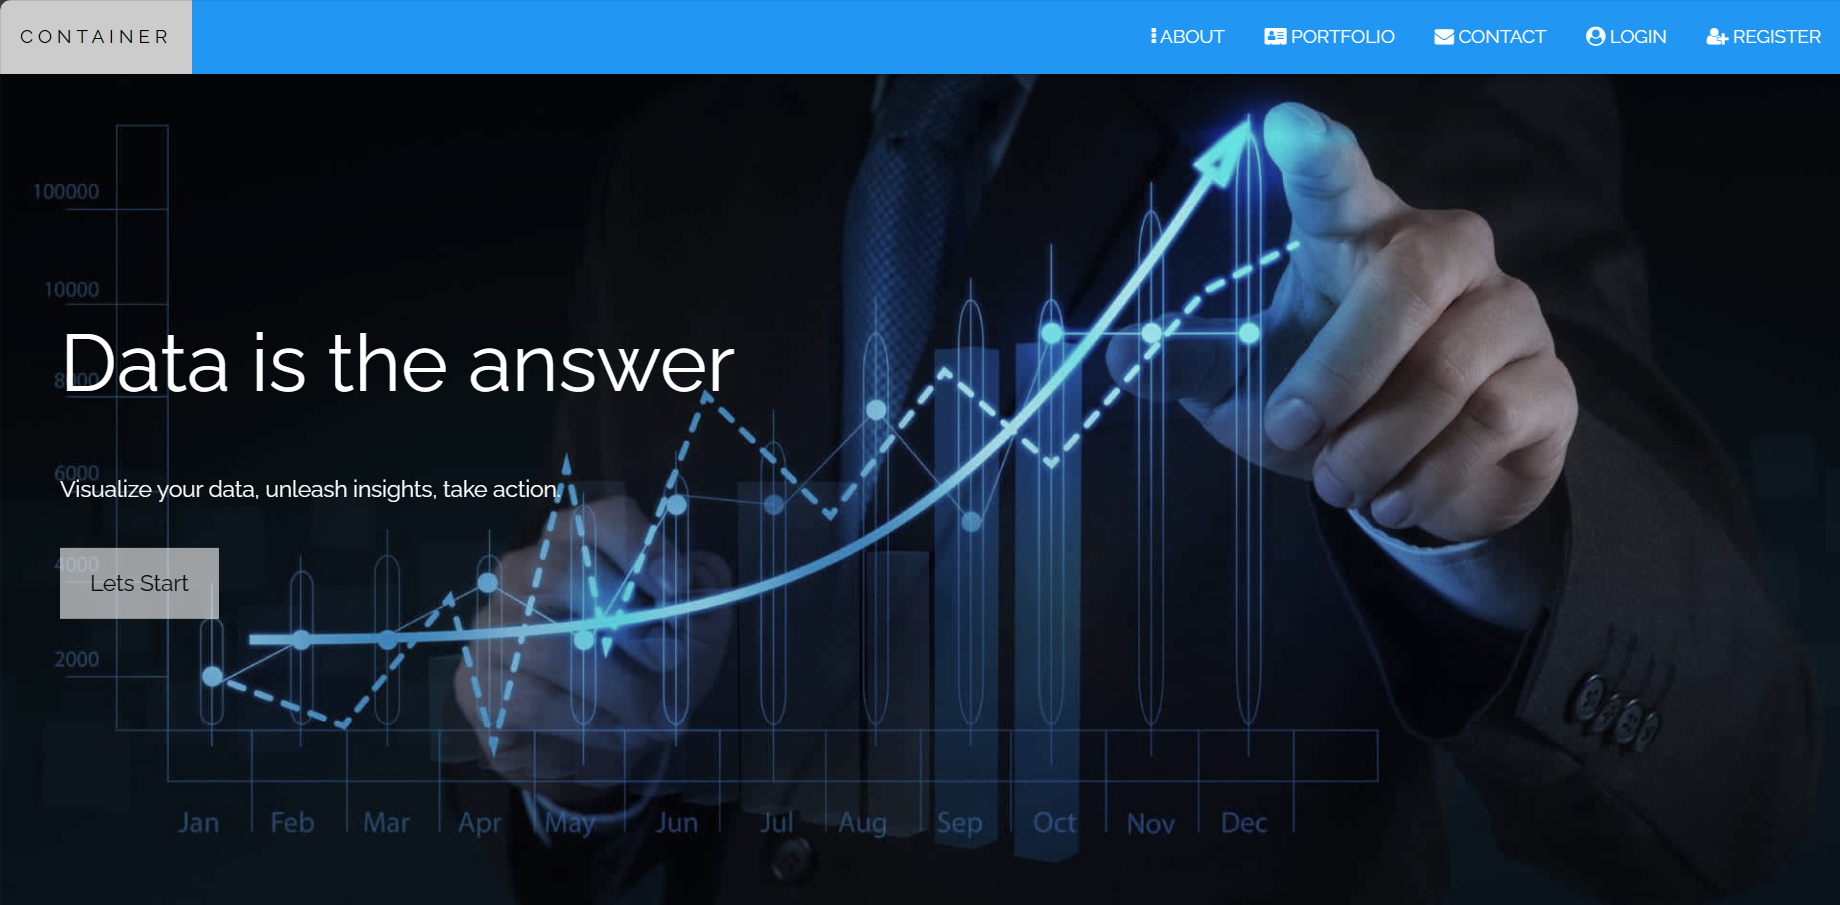 CONTAINER
ABOUT PORTFOLIO CONTACT LOGIN REGISTER
100000
10000
Data is the answer
8000
6000
Visualize your data, unleash insights, take action.
4000
Lets Start
2000
Jan Feb Mar Apr May Jun Jul Aug Sep Oct Nov Dec